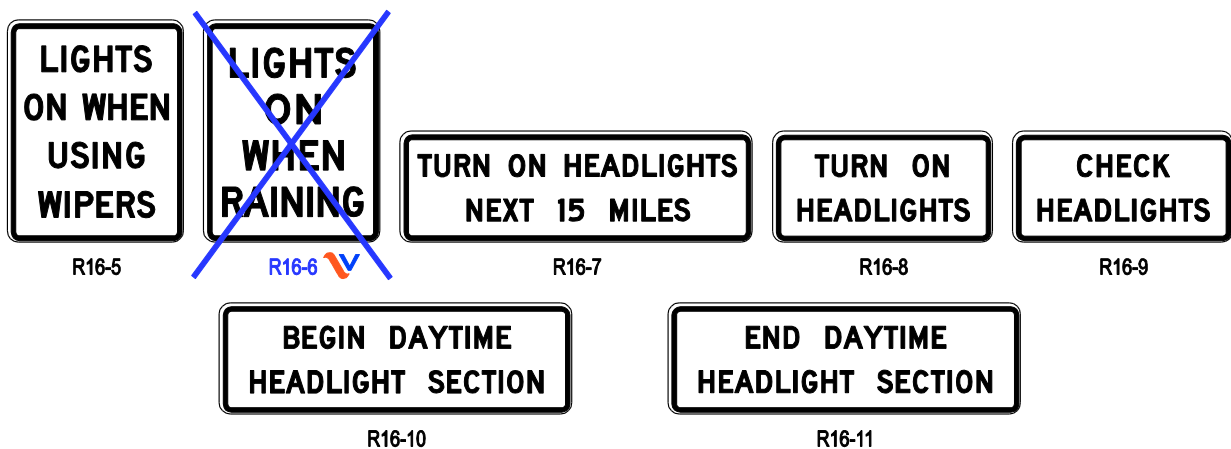 LIGHTS
ON WHEN
USING
WIPERS
R16-5
LIGHTS
ON
WHEN
RAINING
R16-6
TURN ON HEADLIGHTS
NEXT 15 MILES
R16-7
TURN ON
HEADLIGHTS
R16-8
CHECK
HEADLIGHTS
R16-9
BEGIN DAYTIME
HEADLIGHT SECTION
R16-10
END DAYTIME
HEADLIGHT SECTION
R16-11